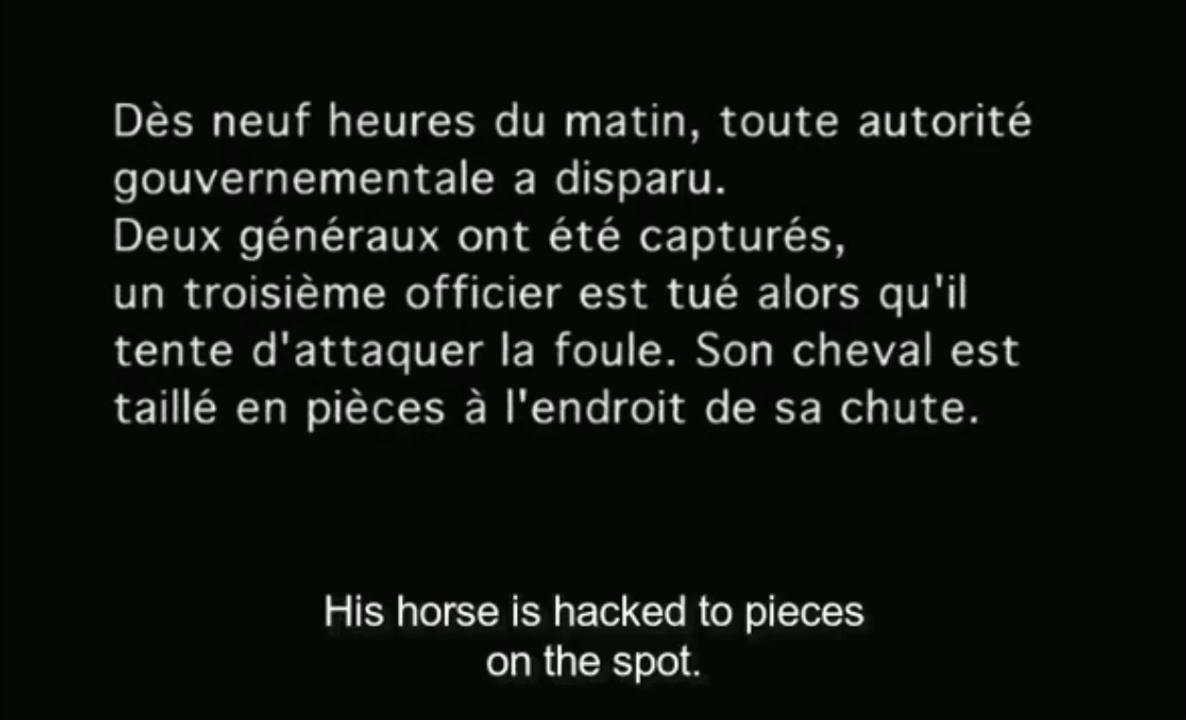 Dès neuf heures du matin, toute autorité
gouvernementale a disparu.
Deux généraux ont été capturés,
un troisième officier est tué alors qu'il
tente d'attaquer la foule. Son cheval est
taillé en pièces à l'endroit de sa chute.
His horse is hacked to pieces
on the spot.